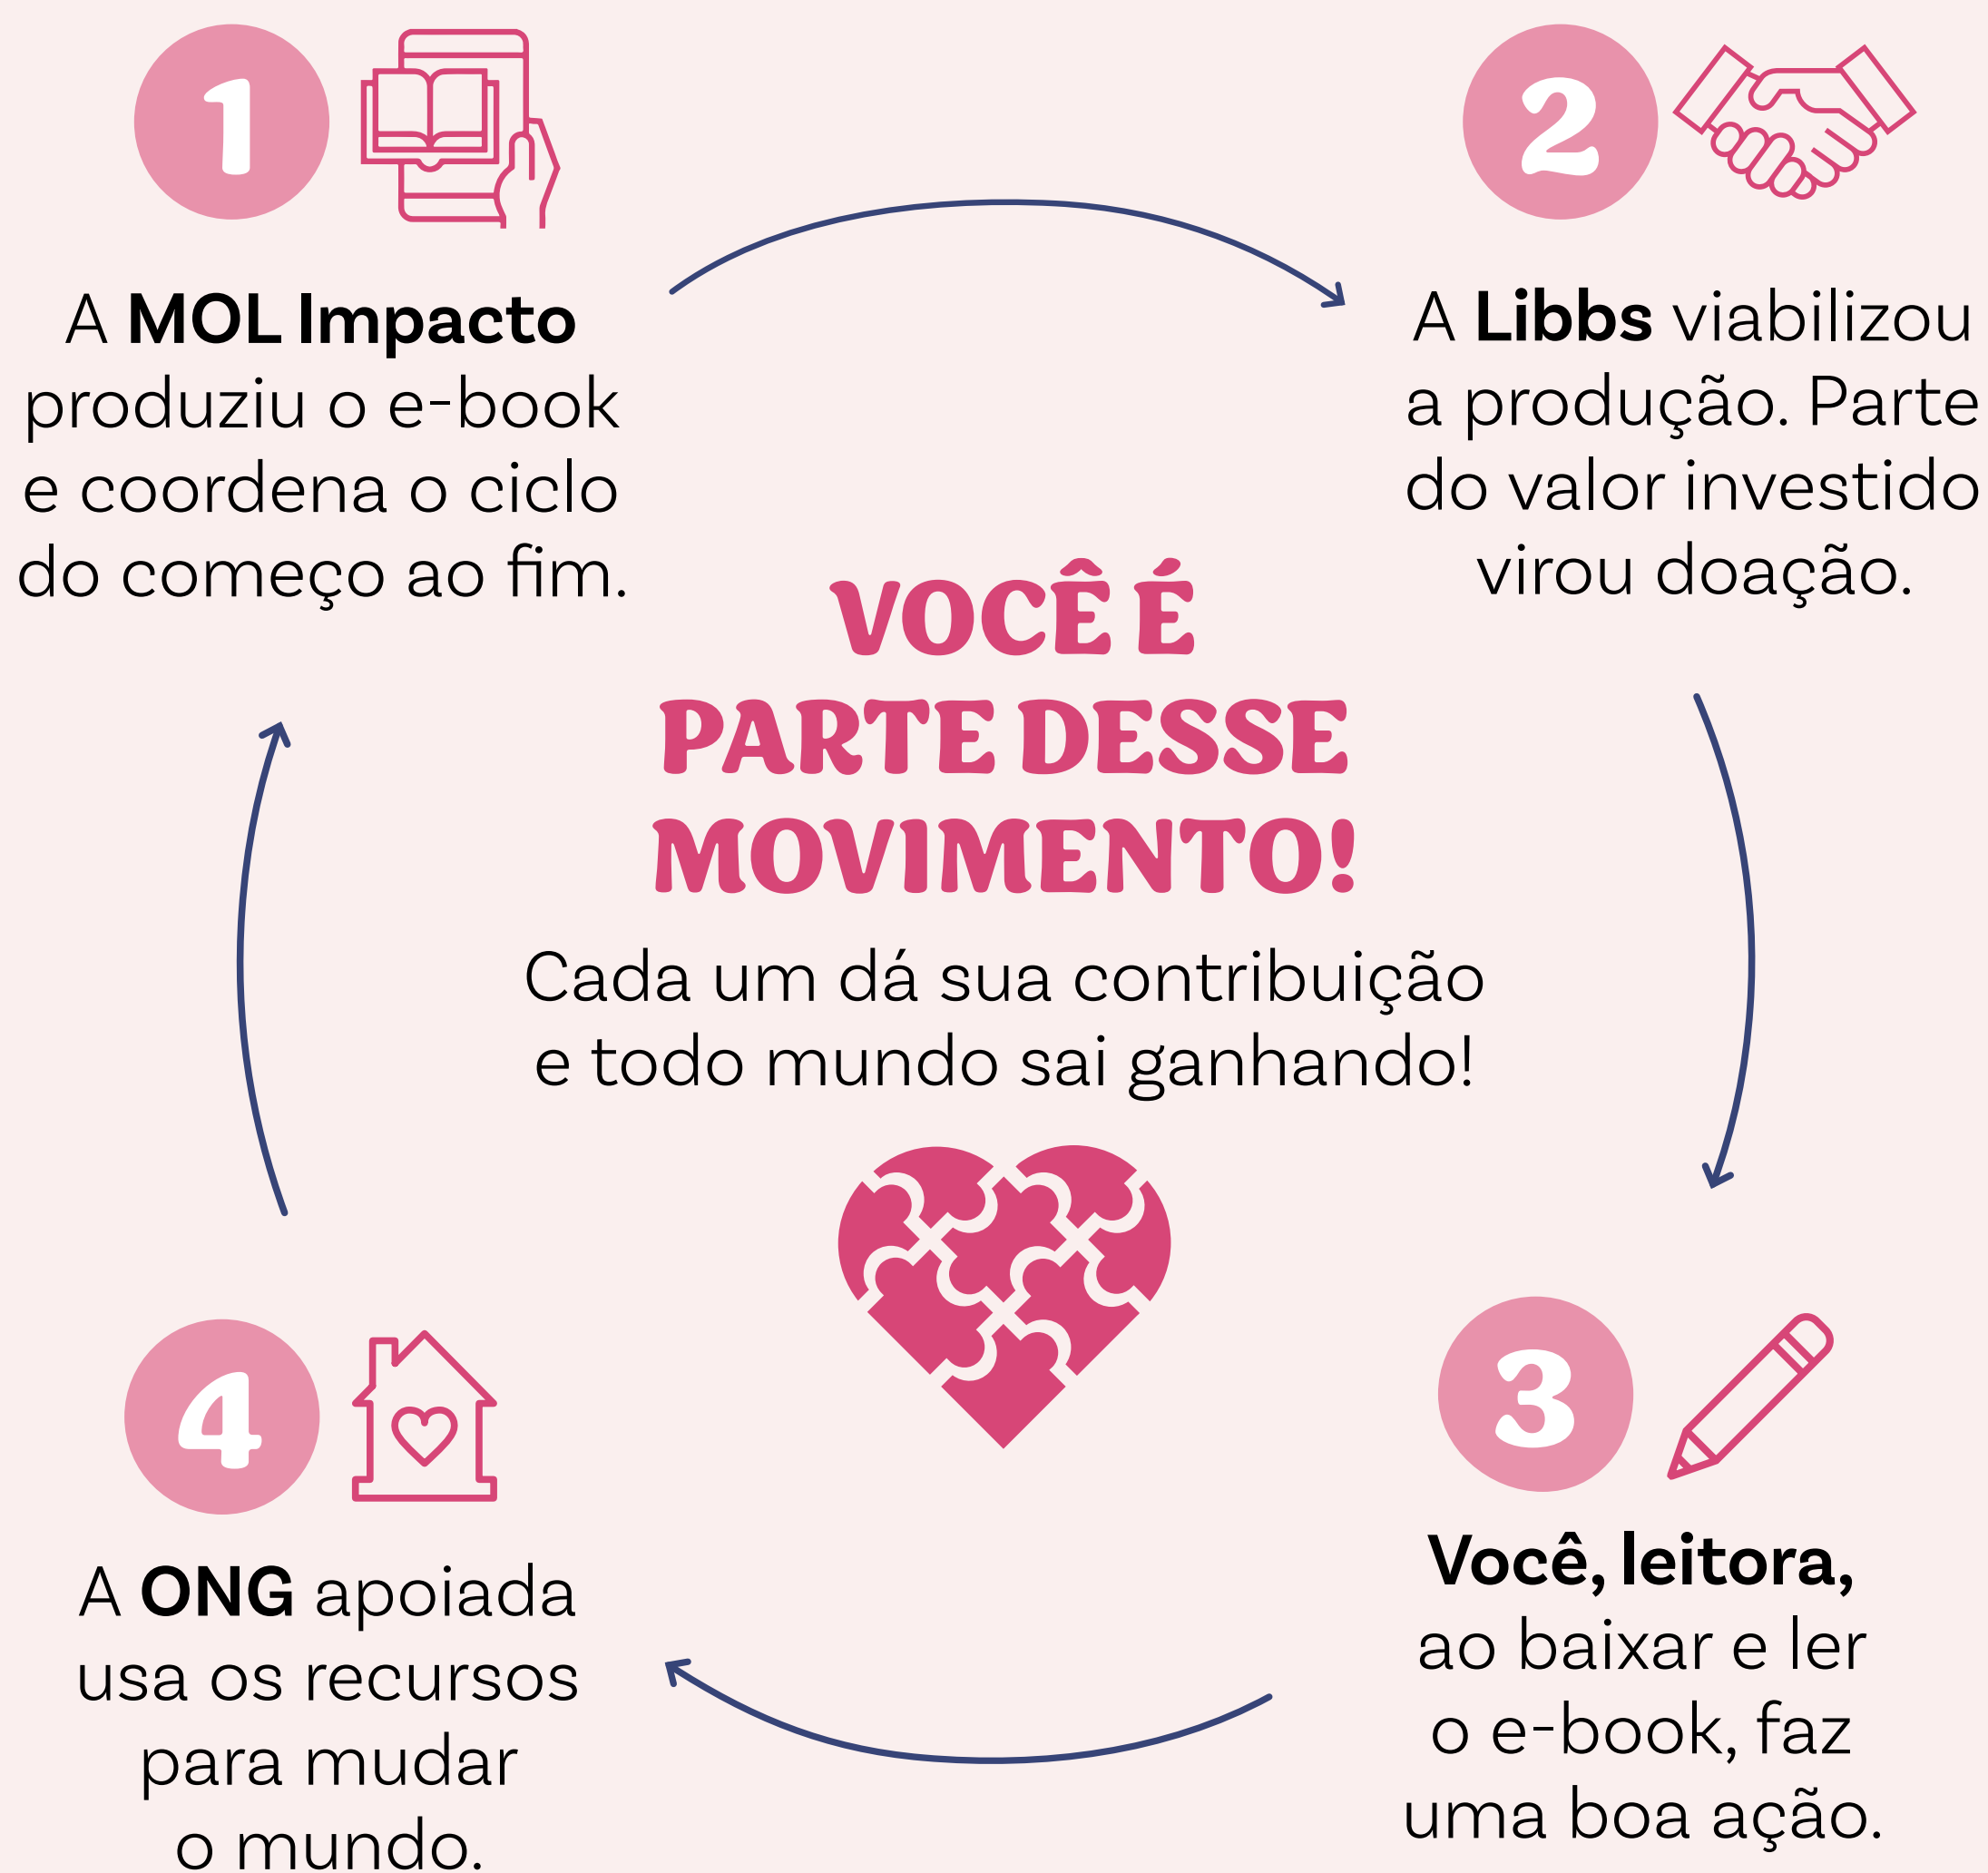 1
A MOL Impacto
produziu o e-book
e coordena o ciclo
do começo ao fim.
2
A Libbs viabilizou
a produção. Parte
do valor investido
virou doação.
VOCÊ É
PARTE DESSE
MOVIMENTO!
Cada um dá sua contribuição
e todo mundo sai ganhando!
3
Você, leitora,
ao baixar e ler
o e-book, faz
uma boa ação.
4
A ONG apoiada
usa os recursos
para mudar
o mundo.